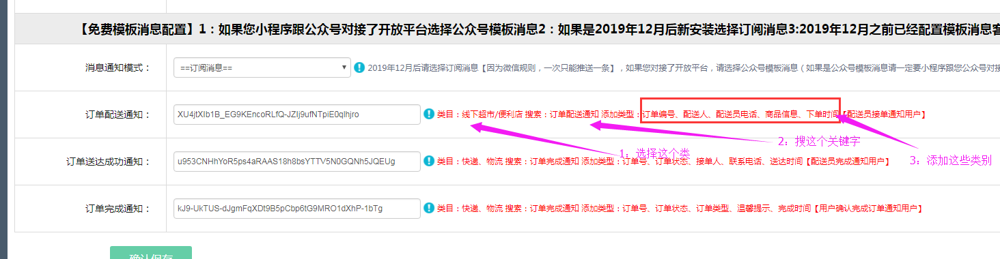 【免费模板消息配置】1：如果您小程序跟公众号对接了开放平台选择公众号模板消息2：如果是2019年12月后新安装选择订阅消息3:2019年12月之前已经配置模板消息客
消息通知模式： ==订阅消息== 2019年12月后请选择订阅消息【因为微信规则，一次只能推送一条】，如果您对接了开放平台，请选择公众号模板消息（如果是公众号模板消息请一定要小程序跟您公众号对接
订单配送通知： XU4jtXIb1B_EG9KEncoRLfQ-JZIj9ufNTpiE0qlhjro 类目：线下超市/便利店 搜索：订单配送通知 添加类型：订单编号、配送人、配送员电话、商品信息、下单时间【配送员接单通知用户】
2：搜这个关键字
1：选择这个类
3：添加这些类别
订单送达成功通知： u953CNHhYoR5ps4aRAAS18h8bsYTTV5N0GQNh5JQEUg 类目：快递、物流 搜索：订单完成通知 添加类型：订单号、订单状态、接单人、联系电话、送达时间【配送员完成通知用户】
订单完成通知： kJ9-UkTUS-dJgmFqXDt9B5pCbp6tG9MRO1dXhP-1bTg 类目：快递、物流 搜索：订单完成通知 添加类型：订单号、订单状态、订单类型、温馨提示、完成时间【用户确认完成订单通知用户】
确认保存